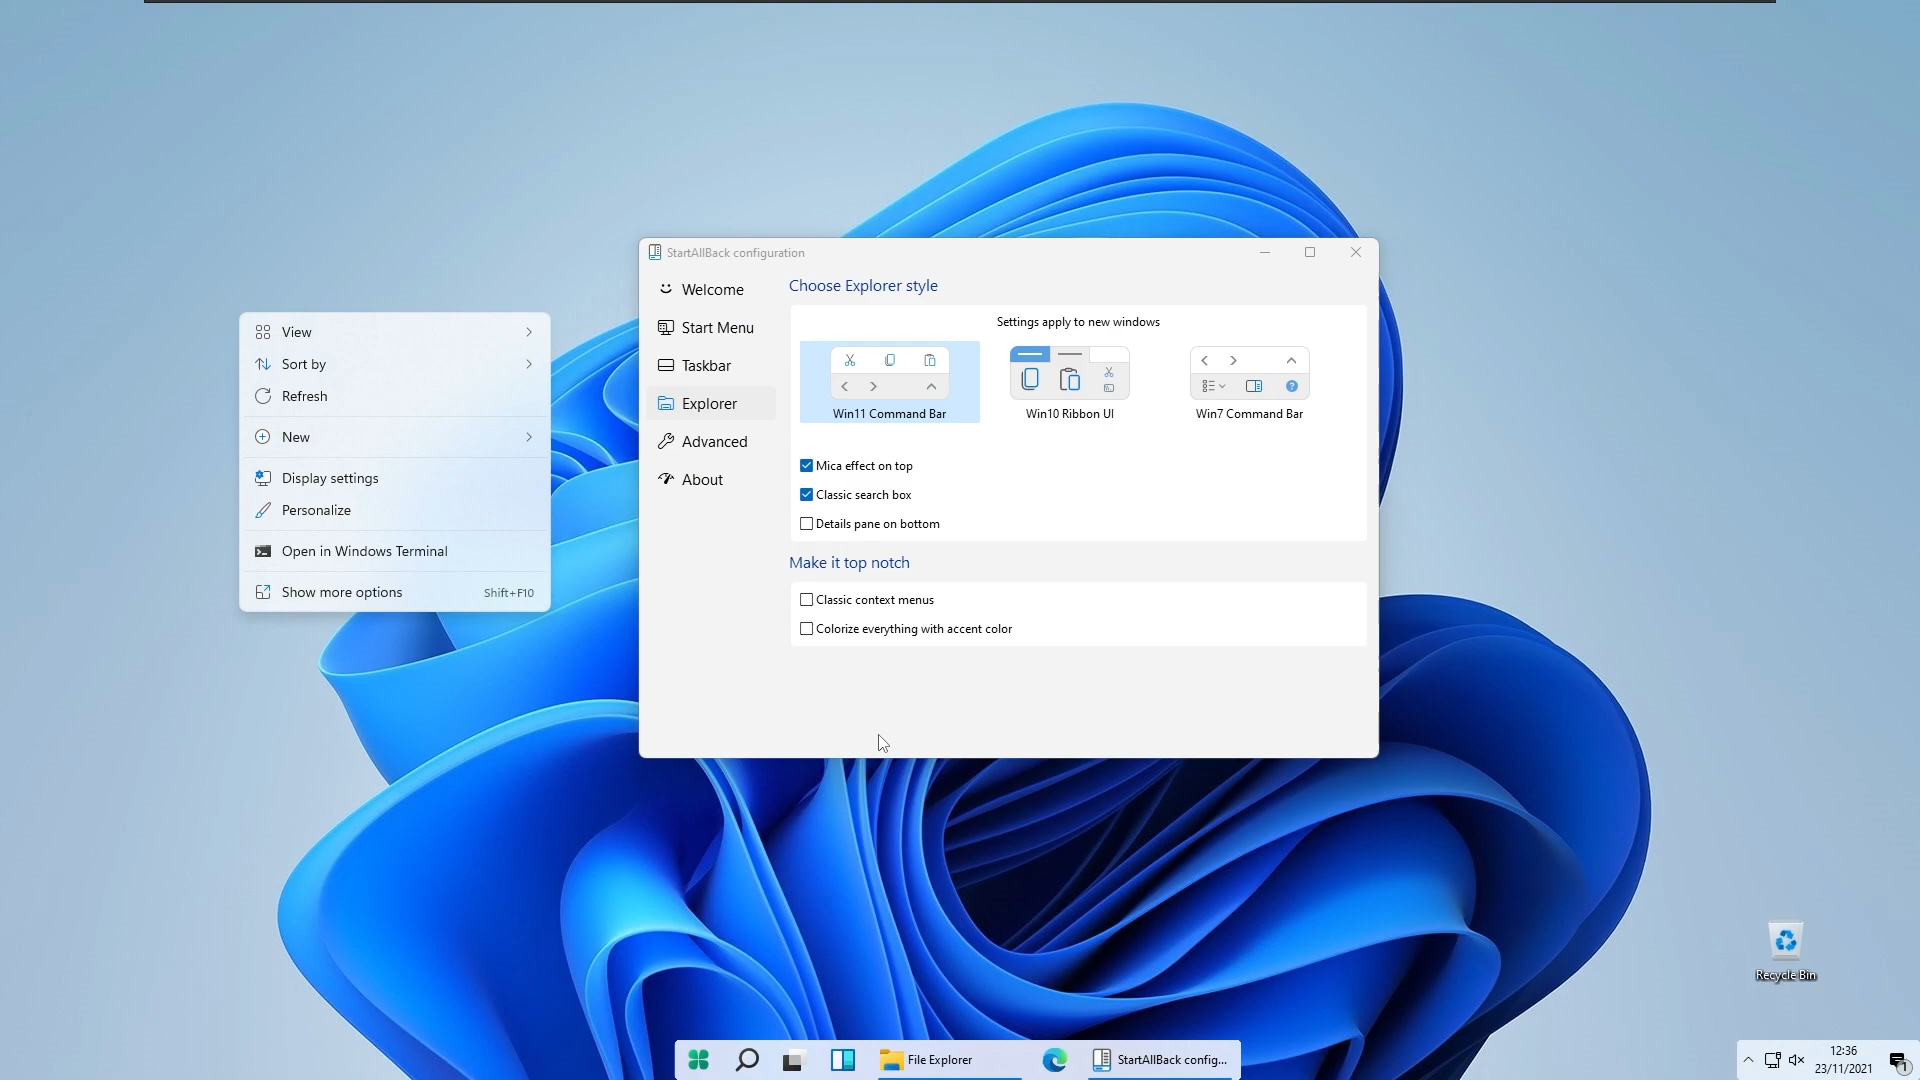 StartAllBack configuration
Welcome
Start Menu
Taskbar
Explorer
Advanced
About
Choose Explorer style
Settings apply to new windows
Win11 Command Bar
Win10 Ribbon UI
Win7 Command Bar
Mica effect on top
Classic search box
Details pane on bottom
Make it top notch
Classic context menus
Colorize everything with accent color
View
Sort by
Refresh
New
Display settings
Personalize
Open in Windows Terminal
Show more options Shift+F10
Recycle Bin
File Explorer
StartAllBack config...
12:36
23/11/2021
1